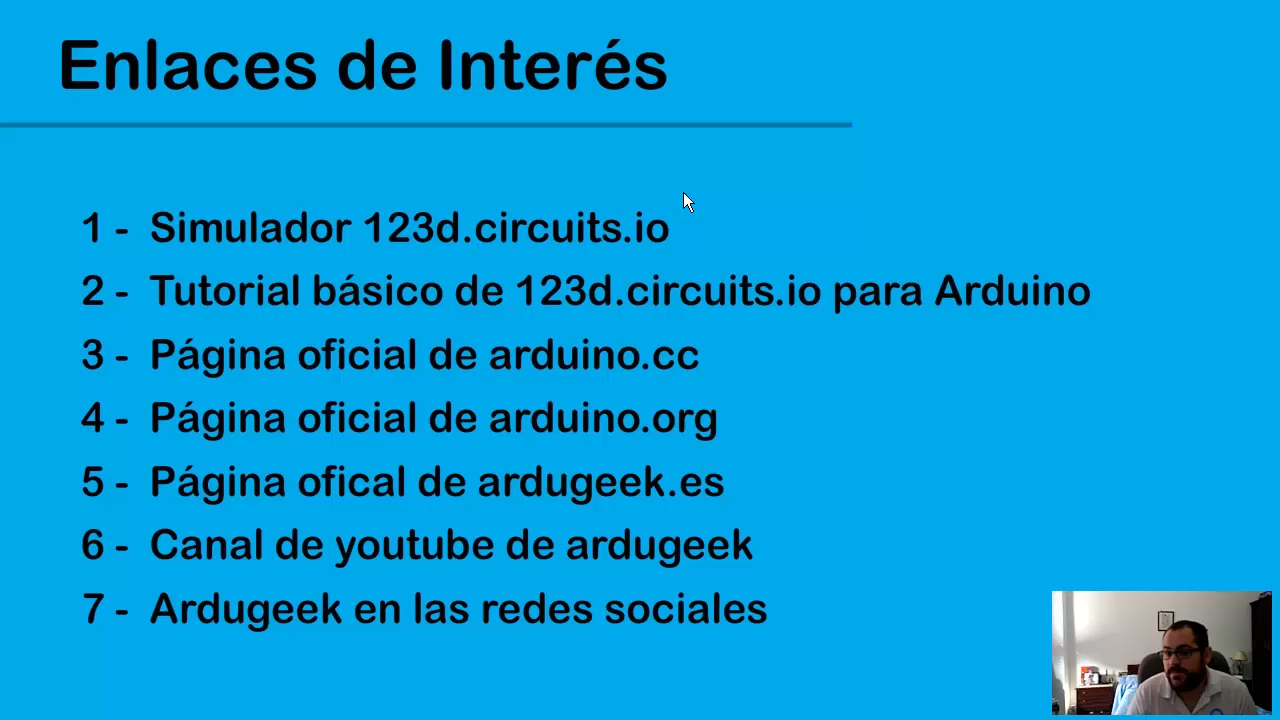 Enlaces de Interés
1 - Simulador 123d.circuits.io
2 - Tutorial básico de 123d.circuits.io para Arduino
3 - Página oficial de arduino.cc
4 - Página oficial de arduino.org
5 - Página ofical de ardugeek.es
6 - Canal de youtube de ardugeek
7 - Ardugeek en las redes sociales